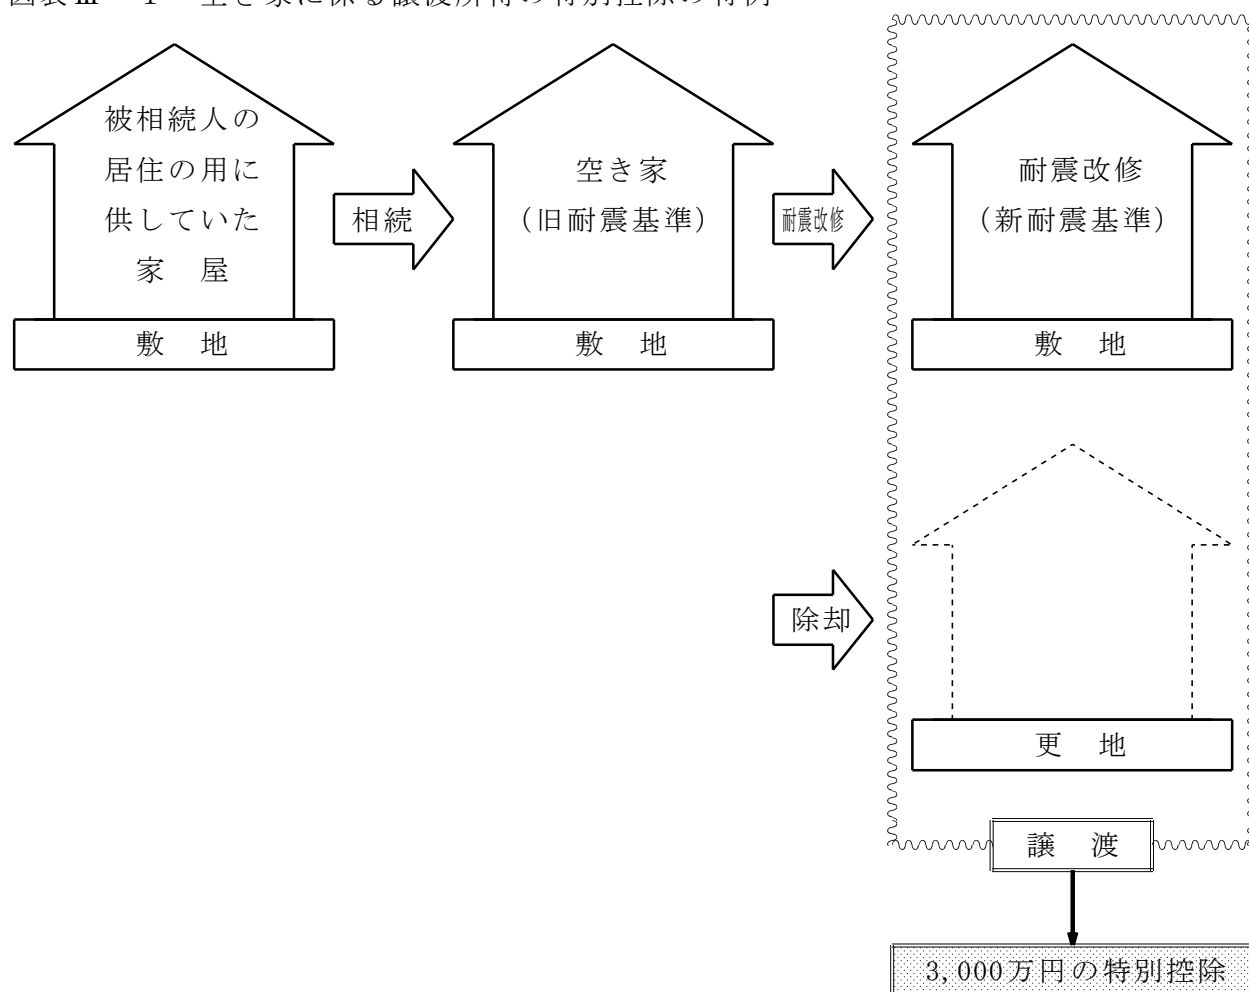 図表Ⅲ－1 空き家に係る譲渡所得の特別控除の特例
被相続人の
居住の用に
供していた
家　屋
敷　地
相続
空き家
（旧耐震基準）
敷　地
耐震改修
耐震改修
（新耐震基準）
敷　地
除却
更　地
譲　渡
3,000万円の特別控除